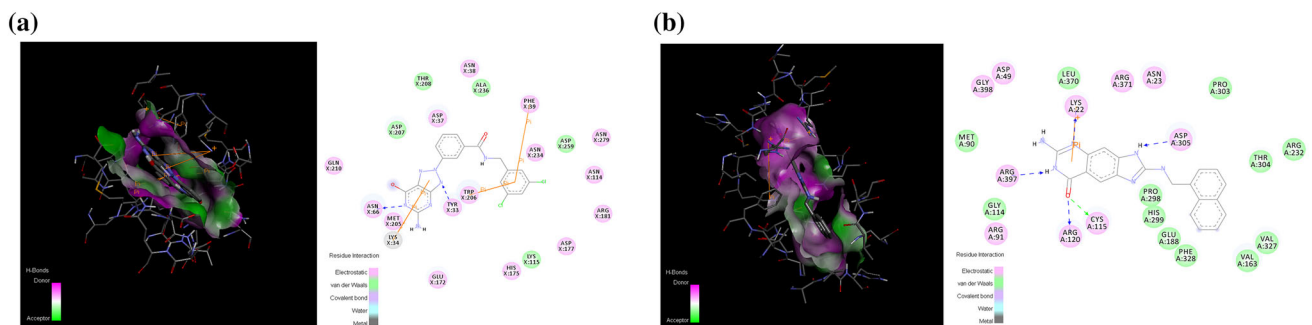 (a)
H-Bonds
Donor
Acceptor
THR
X:208
ASN
X:38
ALA
X:236
PHE
X:39
ASP
X:37
ASP
X:207
ASN
X:279
ASP
X:259
ASN
X:234
GLN
X:210
ASN
X:114
TRP
X:206
ASN
X:66
TYR
X:33
MET
X:205
ARG
X:181
LYS
X:34
ASP
X:177
LYS
X:115
HIS
X:175
GLU
X:172
Residue Interaction
Electrostatic
van der Waals
Covalent bond
Water
Metal
(b)
H-Bonds
Donor
Acceptor
ASP
A:49
GLY
A:398
LEU
A:370
ARG
A:371
ASN
A:23
PRO
A:303
LYS
A:22
MET
A:90
ASP
A:305
ARG
A:232
THR
A:304
ARG
A:397
PRO
A:298
GLY
A:114
HIS
A:299
CYS
A:115
ARG
A:91
ARG
A:120
GLU
A:188
PHE
A:328
VAL
A:327
VAL
A:163
Residue Interaction
Electrostatic
van der Waals
Covalent bond
Water
Metal